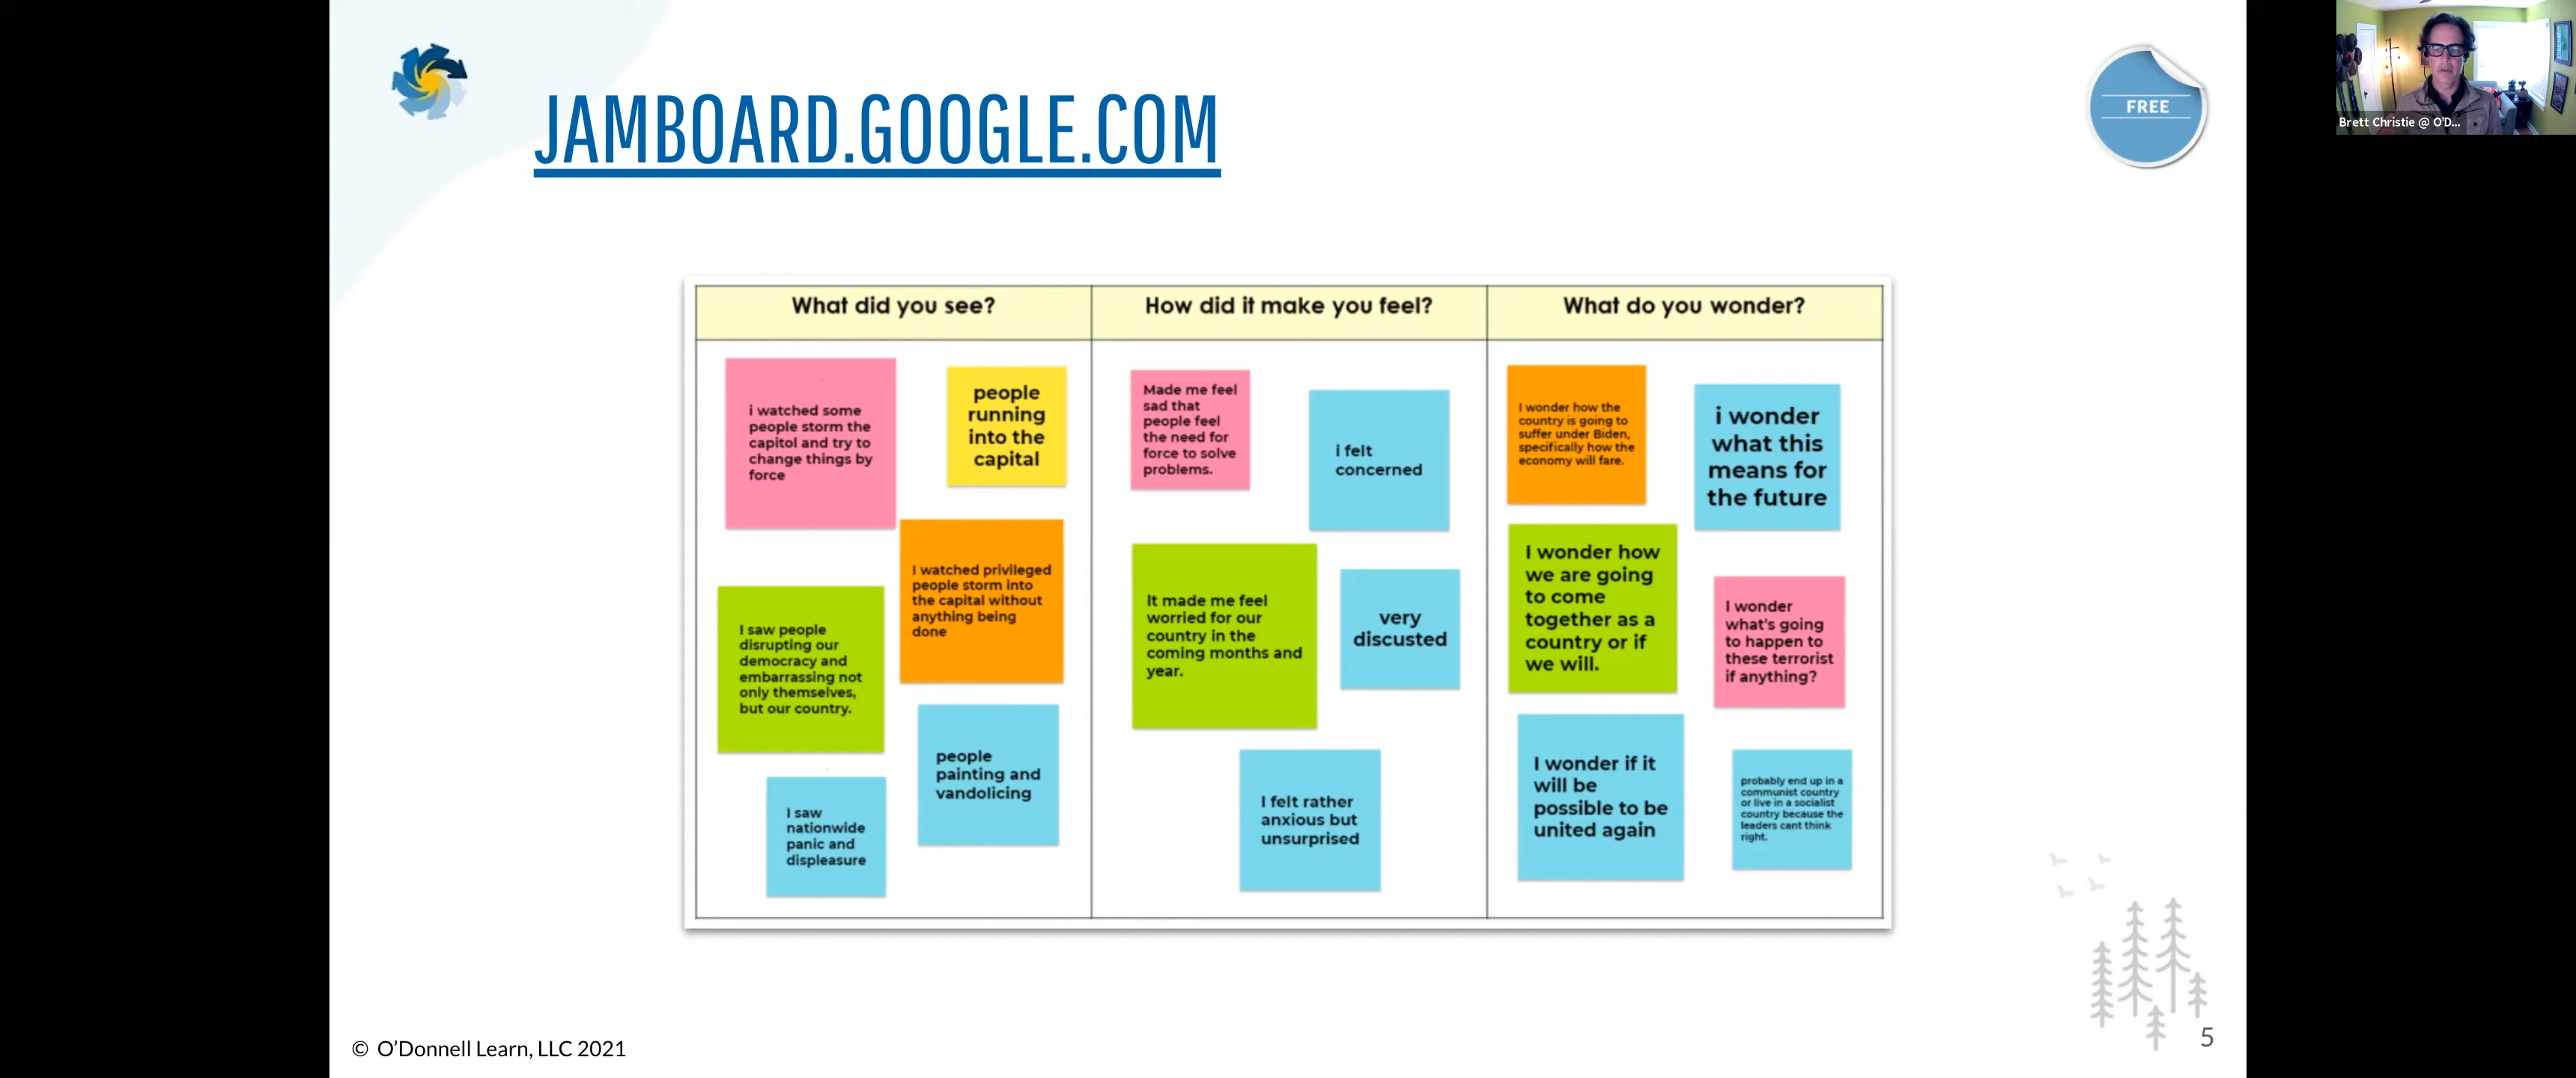 JAMBOARD.GOOGLE.COM
FREE
Brett Christie @ O'D...
What did you see?
How did it make you feel?
What do you wonder?
i watched some
people storm the
capitol and try to
change things by
force
people
running
into the
capital
I watched privileged
people storm into
the capital without
anything being
done
I saw people
disrupting our
democracy and
embarrassing not
only themselves,
but our country.
people
painting and
vandolicing
I saw
nationwide
panic and
displeasure
Made me feel
sad that
people feel
the need for
force to solve
problems.
i felt
concerned
It made me feel
worried for our
country in the
coming months and
year.
very
discusted
I felt rather
anxious but
unsurprised
I wonder how the
country is going to
suffer under Biden,
specifically how the
economy will fare.
i wonder
what this
means for
the future
I wonder how
we are going
to come
together as a
country or if
we will.
I wonder
what's going
to happen to
these terrorist
if anything?
I wonder if it
will be
possible to be
united again
probably end up in a
communist country
or live in a socialist
country because the
leaders cant think
right.
© O'Donnell Learn, LLC 2021
5